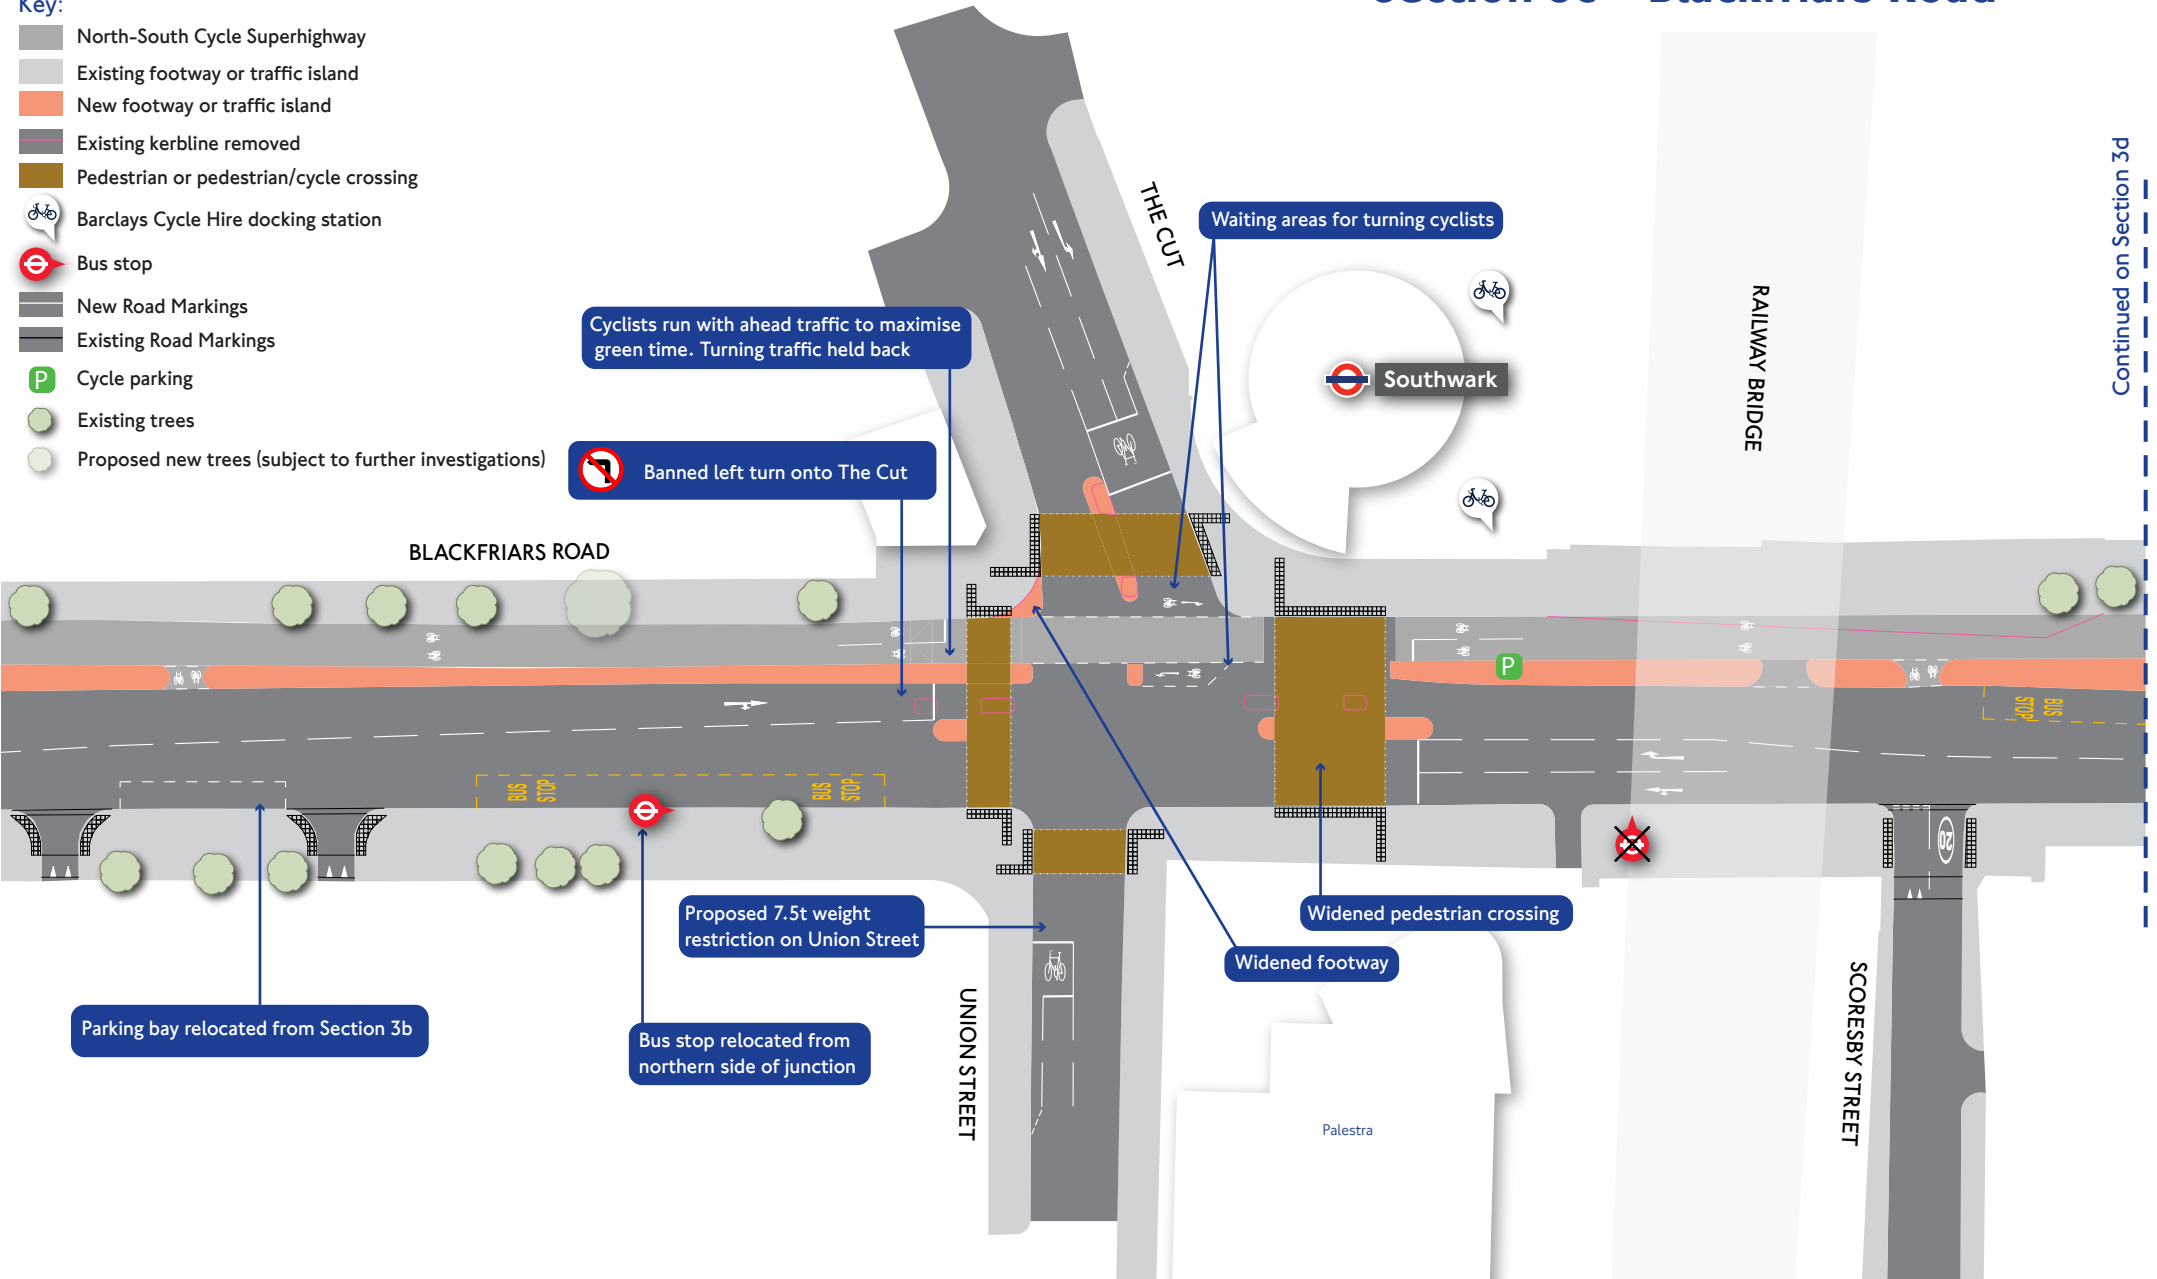 Key:
Section 3c – Blackfriars Road
North-South Cycle Superhighway
Existing footway or traffic island
New footway or traffic island
Existing kerbline removed
Pedestrian or pedestrian/cycle crossing
Barclays Cycle Hire docking station
Bus stop
New Road Markings
Existing Road Markings
P
Cycle parking
Existing trees
Proposed new trees (subject to further investigations)
THE CUT
Waiting areas for turning cyclists
Continued on Section 3d
Cyclists run with ahead traffic to maximise
green time. Turning traffic held back
Southwark
RAILWAY BRIDGE
Banned left turn onto The Cut
BLACKFRIARS ROAD
P
BUS
STOP
BUS
STOP
BUS
STOP
20
Proposed 7.5t weight
restriction on Union Street
Widened pedestrian crossing
Widened footway
Parking bay relocated from Section 3b
Bus stop relocated from
northern side of junction
UNION STREET
SCORESBY STREET
Palestra